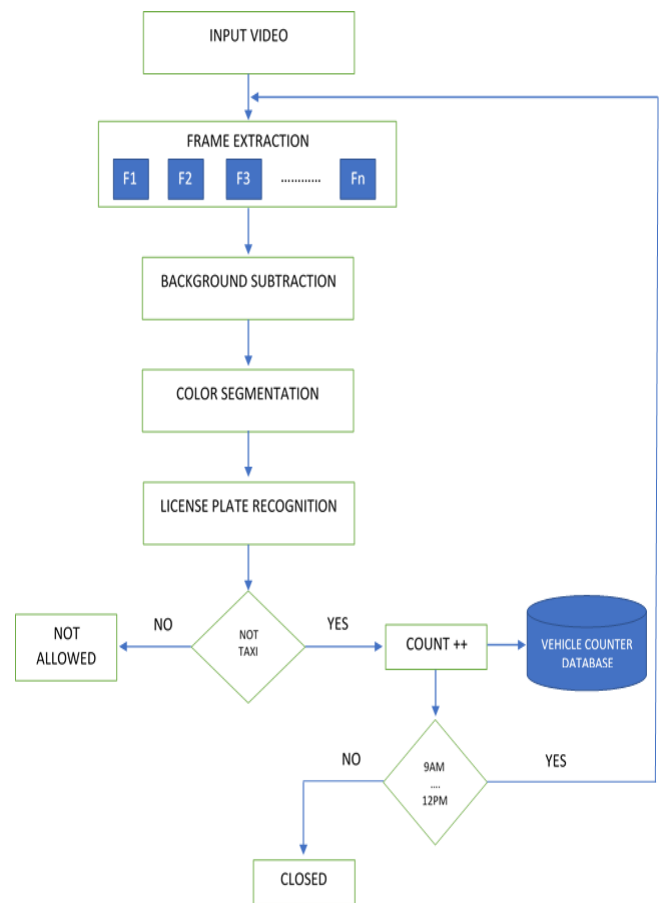 INPUT VIDEO
FRAME EXTRACTION
F1 F2 F3 ............ Fn
BACKGROUND SUBTRACTION
COLOR SEGMENTATION
LICENSE PLATE RECOGNITION
NO
YES
NOT
ALLOWED
NOT
TAXI
COUNT ++
VEHICLE COUNTER
DATABASE
NO
YES
9AM
....
12PM
CLOSED